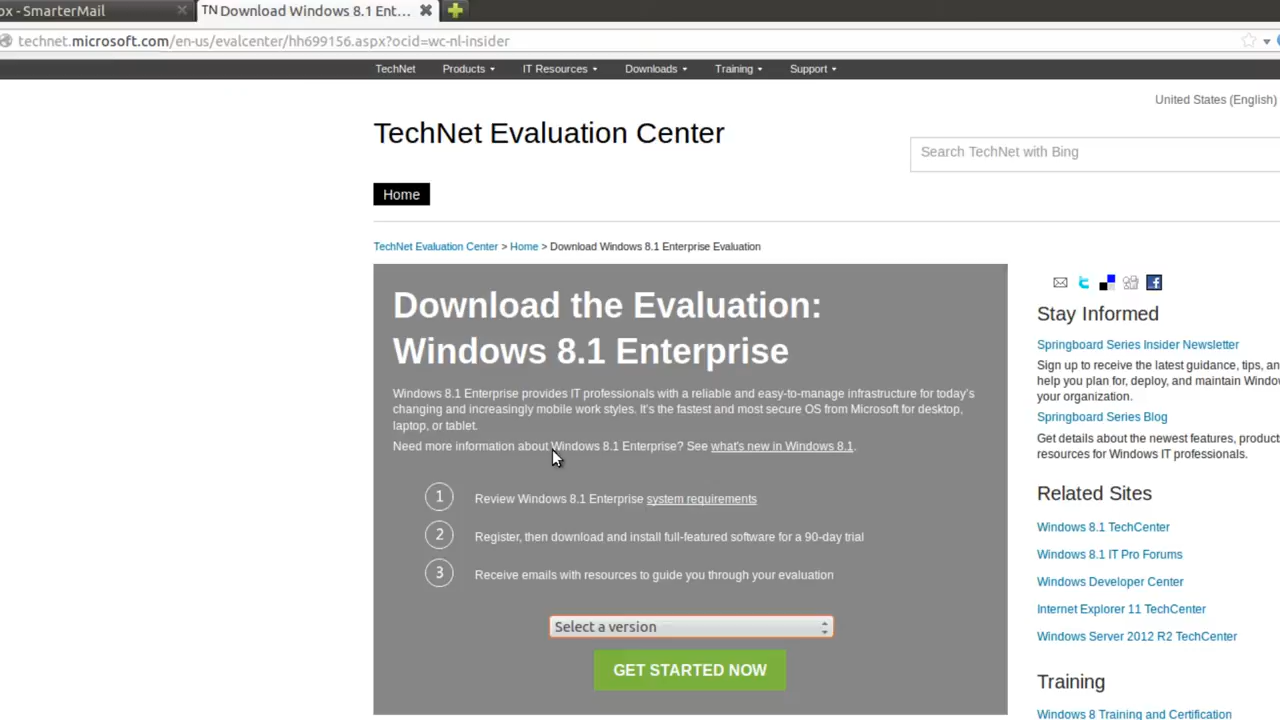 ox - SmarterMail
TN Download Windows 8.1 Ent...
technet.microsoft.com/en-us/evalcenter/hh699156.aspx?ocid=wc-nl-insider
TechNet Products IT Resources Downloads Training Support
United States (English)
TechNet Evaluation Center
Search TechNet with Bing
Home
TechNet Evaluation Center > Home > Download Windows 8.1 Enterprise Evaluation
Download the Evaluation:
Windows 8.1 Enterprise
Windows 8.1 Enterprise provides IT professionals with a reliable and easy-to-manage infrastructure for today's
changing and increasingly mobile work styles. It's the fastest and most secure OS from Microsoft for desktop,
laptop, or tablet.
Need more information about Windows 8.1 Enterprise? See what's new in Windows 8.1.
1 Review Windows 8.1 Enterprise system requirements
2 Register, then download and install full-featured software for a 90-day trial
3 Receive emails with resources to guide you through your evaluation
Select a version
GET STARTED NOW
Stay Informed
Springboard Series Insider Newsletter
Sign up to receive the latest guidance, tips, an
help you plan for, deploy, and maintain Windo
your organization.
Springboard Series Blog
Get details about the newest features, product
resources for Windows IT professionals.
Related Sites
Windows 8.1 TechCenter
Windows 8.1 IT Pro Forums
Windows Developer Center
Internet Explorer 11 TechCenter
Windows Server 2012 R2 TechCenter
Training
Windows 8 Training and Certification